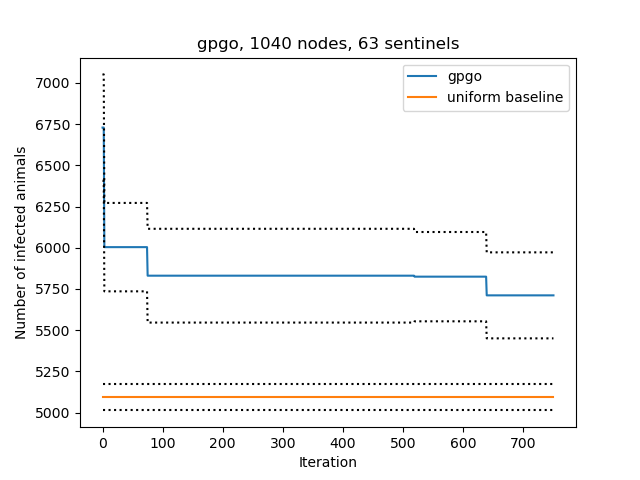 gpgo, 1040 nodes, 63 sentinels
gpgo
uniform baseline
Number of infected animals
7000
6750
6500
6250
6000
5750
5500
5250
5000
0 100 200 300 400 500 600 700
Iteration